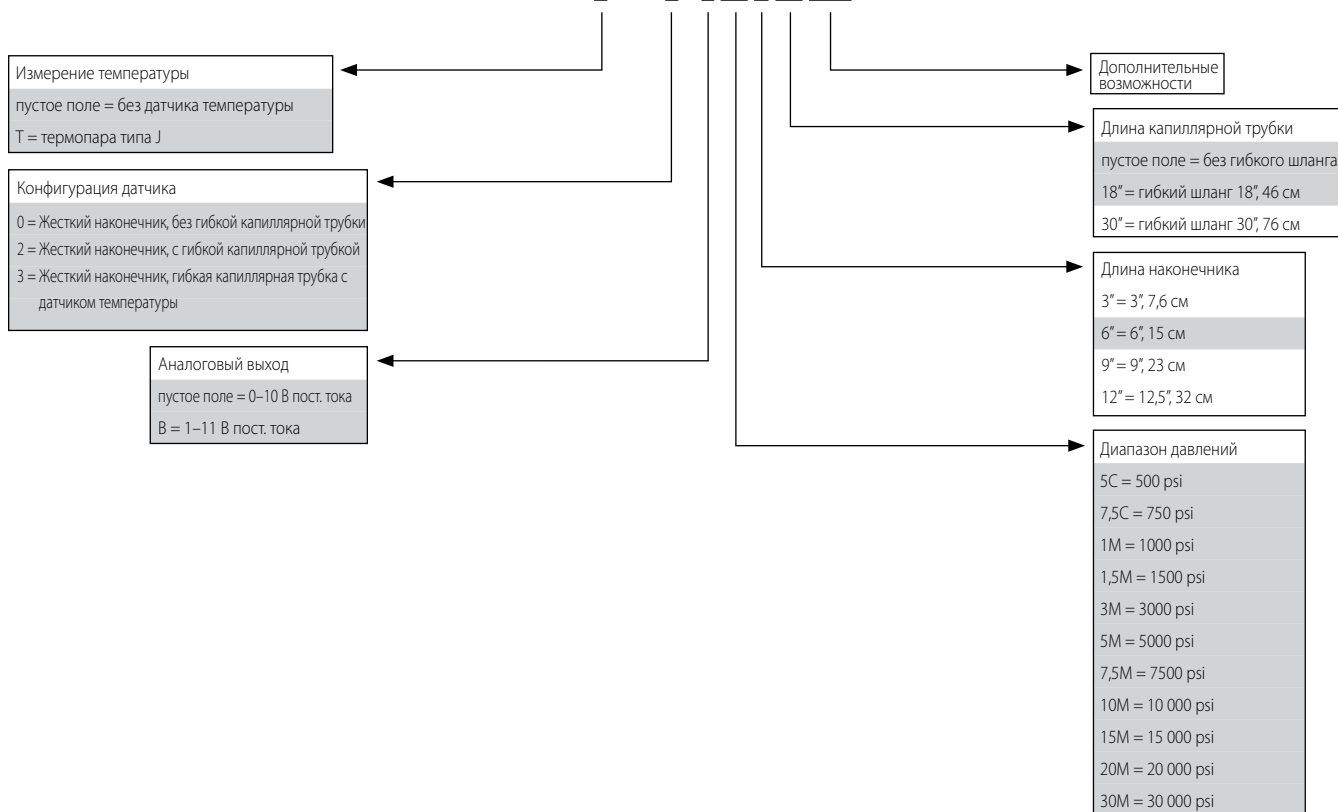 Измерение температуры
пустое поле = без датчика температуры
T = термопара типа J
Конфигурация датчика
0 = Жесткий наконечник, без гибкой капиллярной трубки
2 = Жесткий наконечник, с гибкой капиллярной трубкой
3 = Жесткий наконечник, гибкая капиллярная трубка с
датчиком температуры
Аналоговый выход
пустое поле = 0–10 В пост. тока
B = 1–11 В пост. тока
Дополнительные
возможности
Длина капиллярной трубки
пустое поле = без гибкого шланга
18” = гибкий шланг 18”, 46 см
30” = гибкий шланг 30”, 76 см
Длина наконечника
3” = 3”, 7,6 см
6” = 6”, 15 см
9” = 9”, 23 см
12” = 12,5”, 32 см
Диапазон давлений
5C = 500 psi
7,5C = 750 psi
1M = 1000 psi
1,5M = 1500 psi
3M = 3000 psi
5M = 5000 psi
7,5M = 7500 psi
10M = 10 000 psi
15M = 15 000 psi
20M = 20 000 psi
30M = 30 000 psi